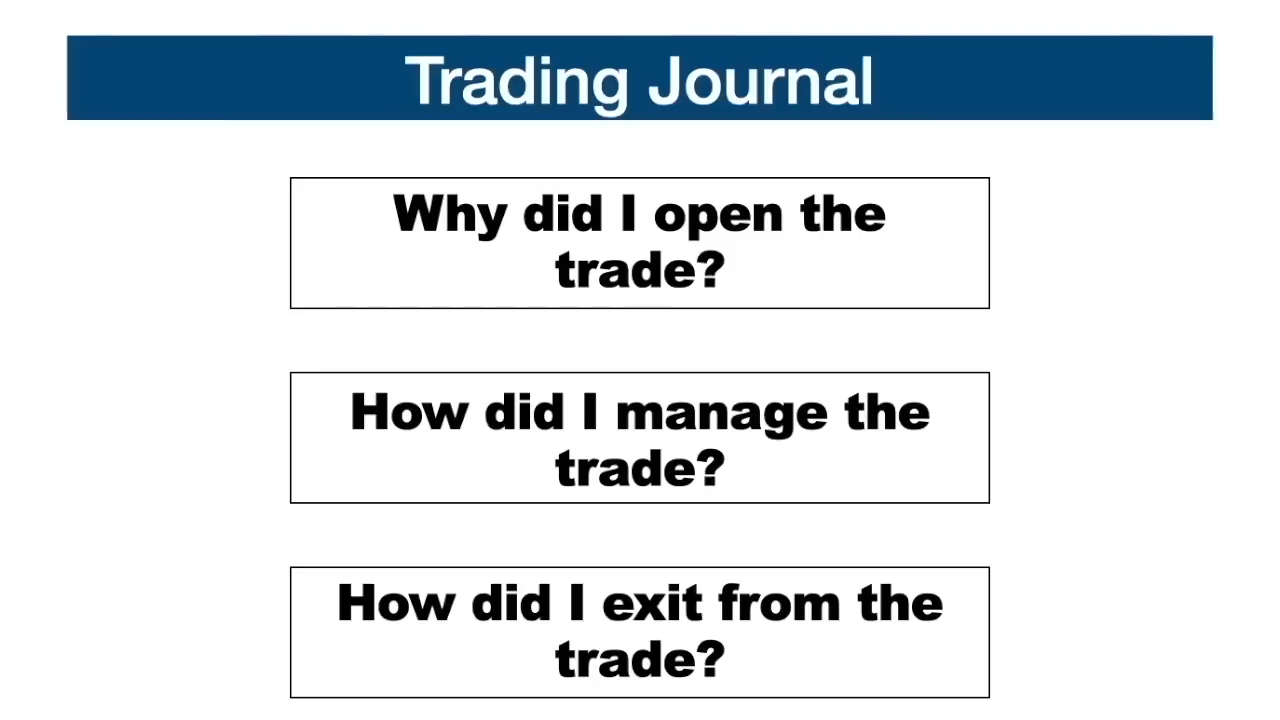 Trading Journal
Why did I open the
trade?
How did I manage the
trade?
How did I exit from the
trade?